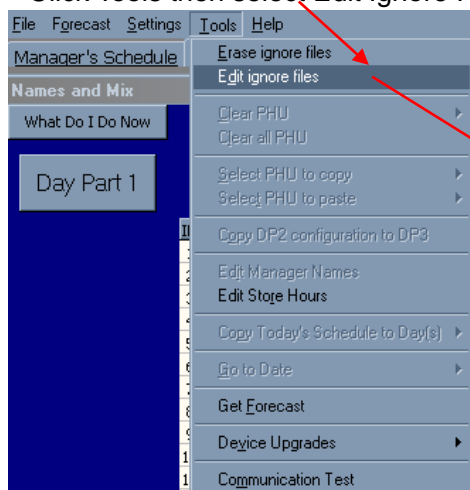 Click Tools then select Edit Ignore F
File Forecast Settings Tools Help
Manager's Schedule
Erase ignore files
Edit ignore files
Names and Mix
What Do I Do Now
Clear PHU
Clear all PHU
Day Part 1
Select PHU to copy
Select PHU to paste
Copy DP2 configuration to DP3
Edit Manager Names
Edit Store Hours
Copy Today's Schedule to Day(s)
Go to Date
Get Forecast
Device Upgrades
Communication Test